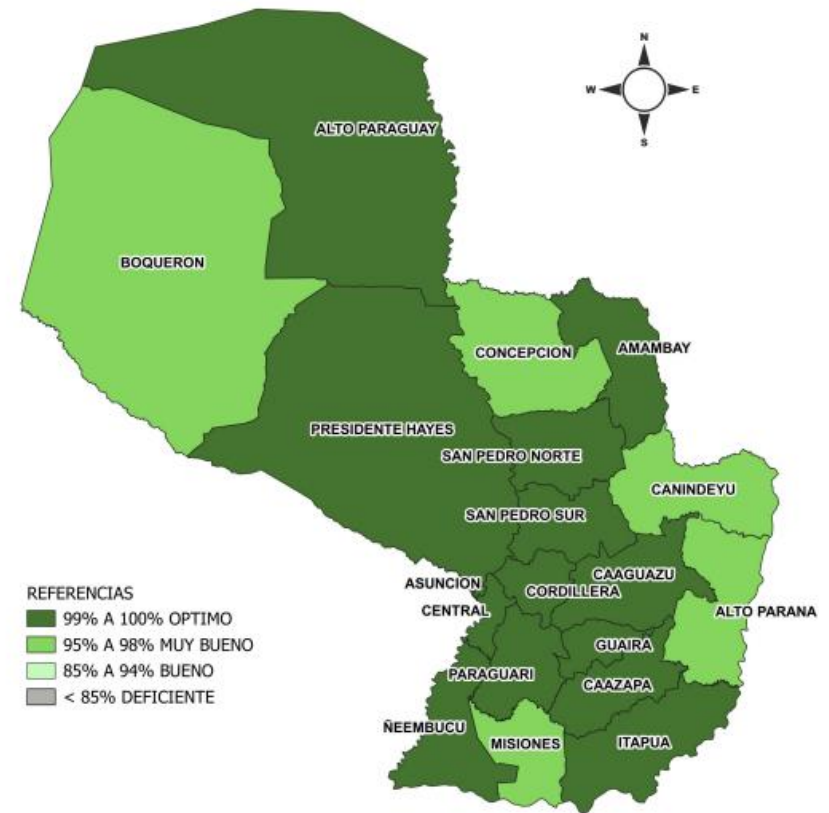 N
W
E
S
ALTO PARAGUAY
BOQUERON
CONCEPCION
AMAMBAY
PRESIDENTE HAYES
SAN PEDRO NORTE
CANINDEYU
SAN PEDRO SUR
ASUNCION
CAAGUAZU
CORDILLERA
CENTRAL
ALTO PARANA
GUAIRA
PARAGUARI
CAAZAPA
ÑEEMBUCU
MISIONES
ITAPUA
REFERENCIAS
99% A 100% OPTIMO
95% A 98% MUY BUENO
85% A 94% BUENO
< 85% DEFICIENTE